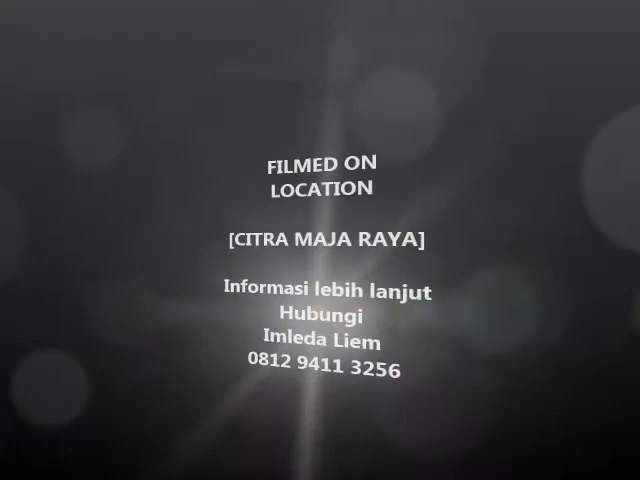 FILMED ON
LOCATION
[CITRA MAJA RAYA]
Informasi lebih lanjut
Hubungi
Imleda Liem
0812 9411 3256